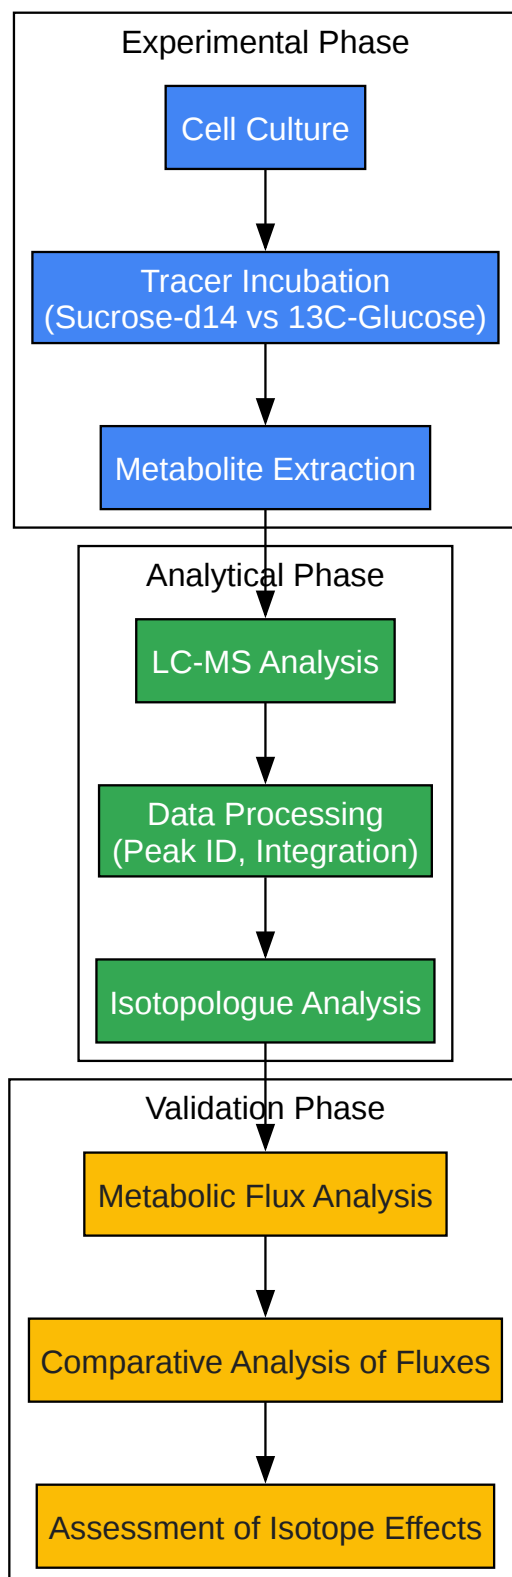 Experimental Phase
Cell Culture
Tracer Incubation
(Sucrose-d14 vs 13C-Glucose)
Metabolite Extraction
Analytical Phase
LC-MS Analysis
Data Processing
(Peak ID, Integration)
Isotopologue Analysis
Validation Phase
Metabolic Flux Analysis
Comparative Analysis of Fluxes
Assessment of Isotope Effects